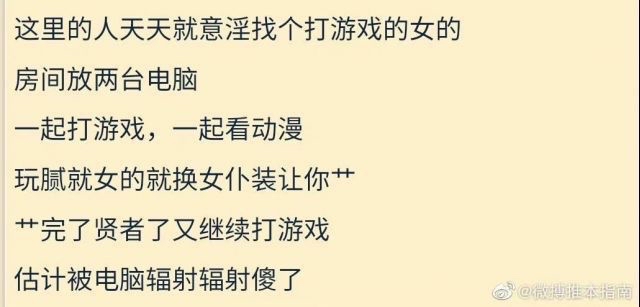 这里的人天天就意淫找个打游戏的女的
房间放两台电脑
一起打游戏，一起看动漫
玩腻就女的就换女仆装让你艹
艹完了贤者了又继续打游戏
估计被电脑辐射辐射傻了
@微搏推本指南